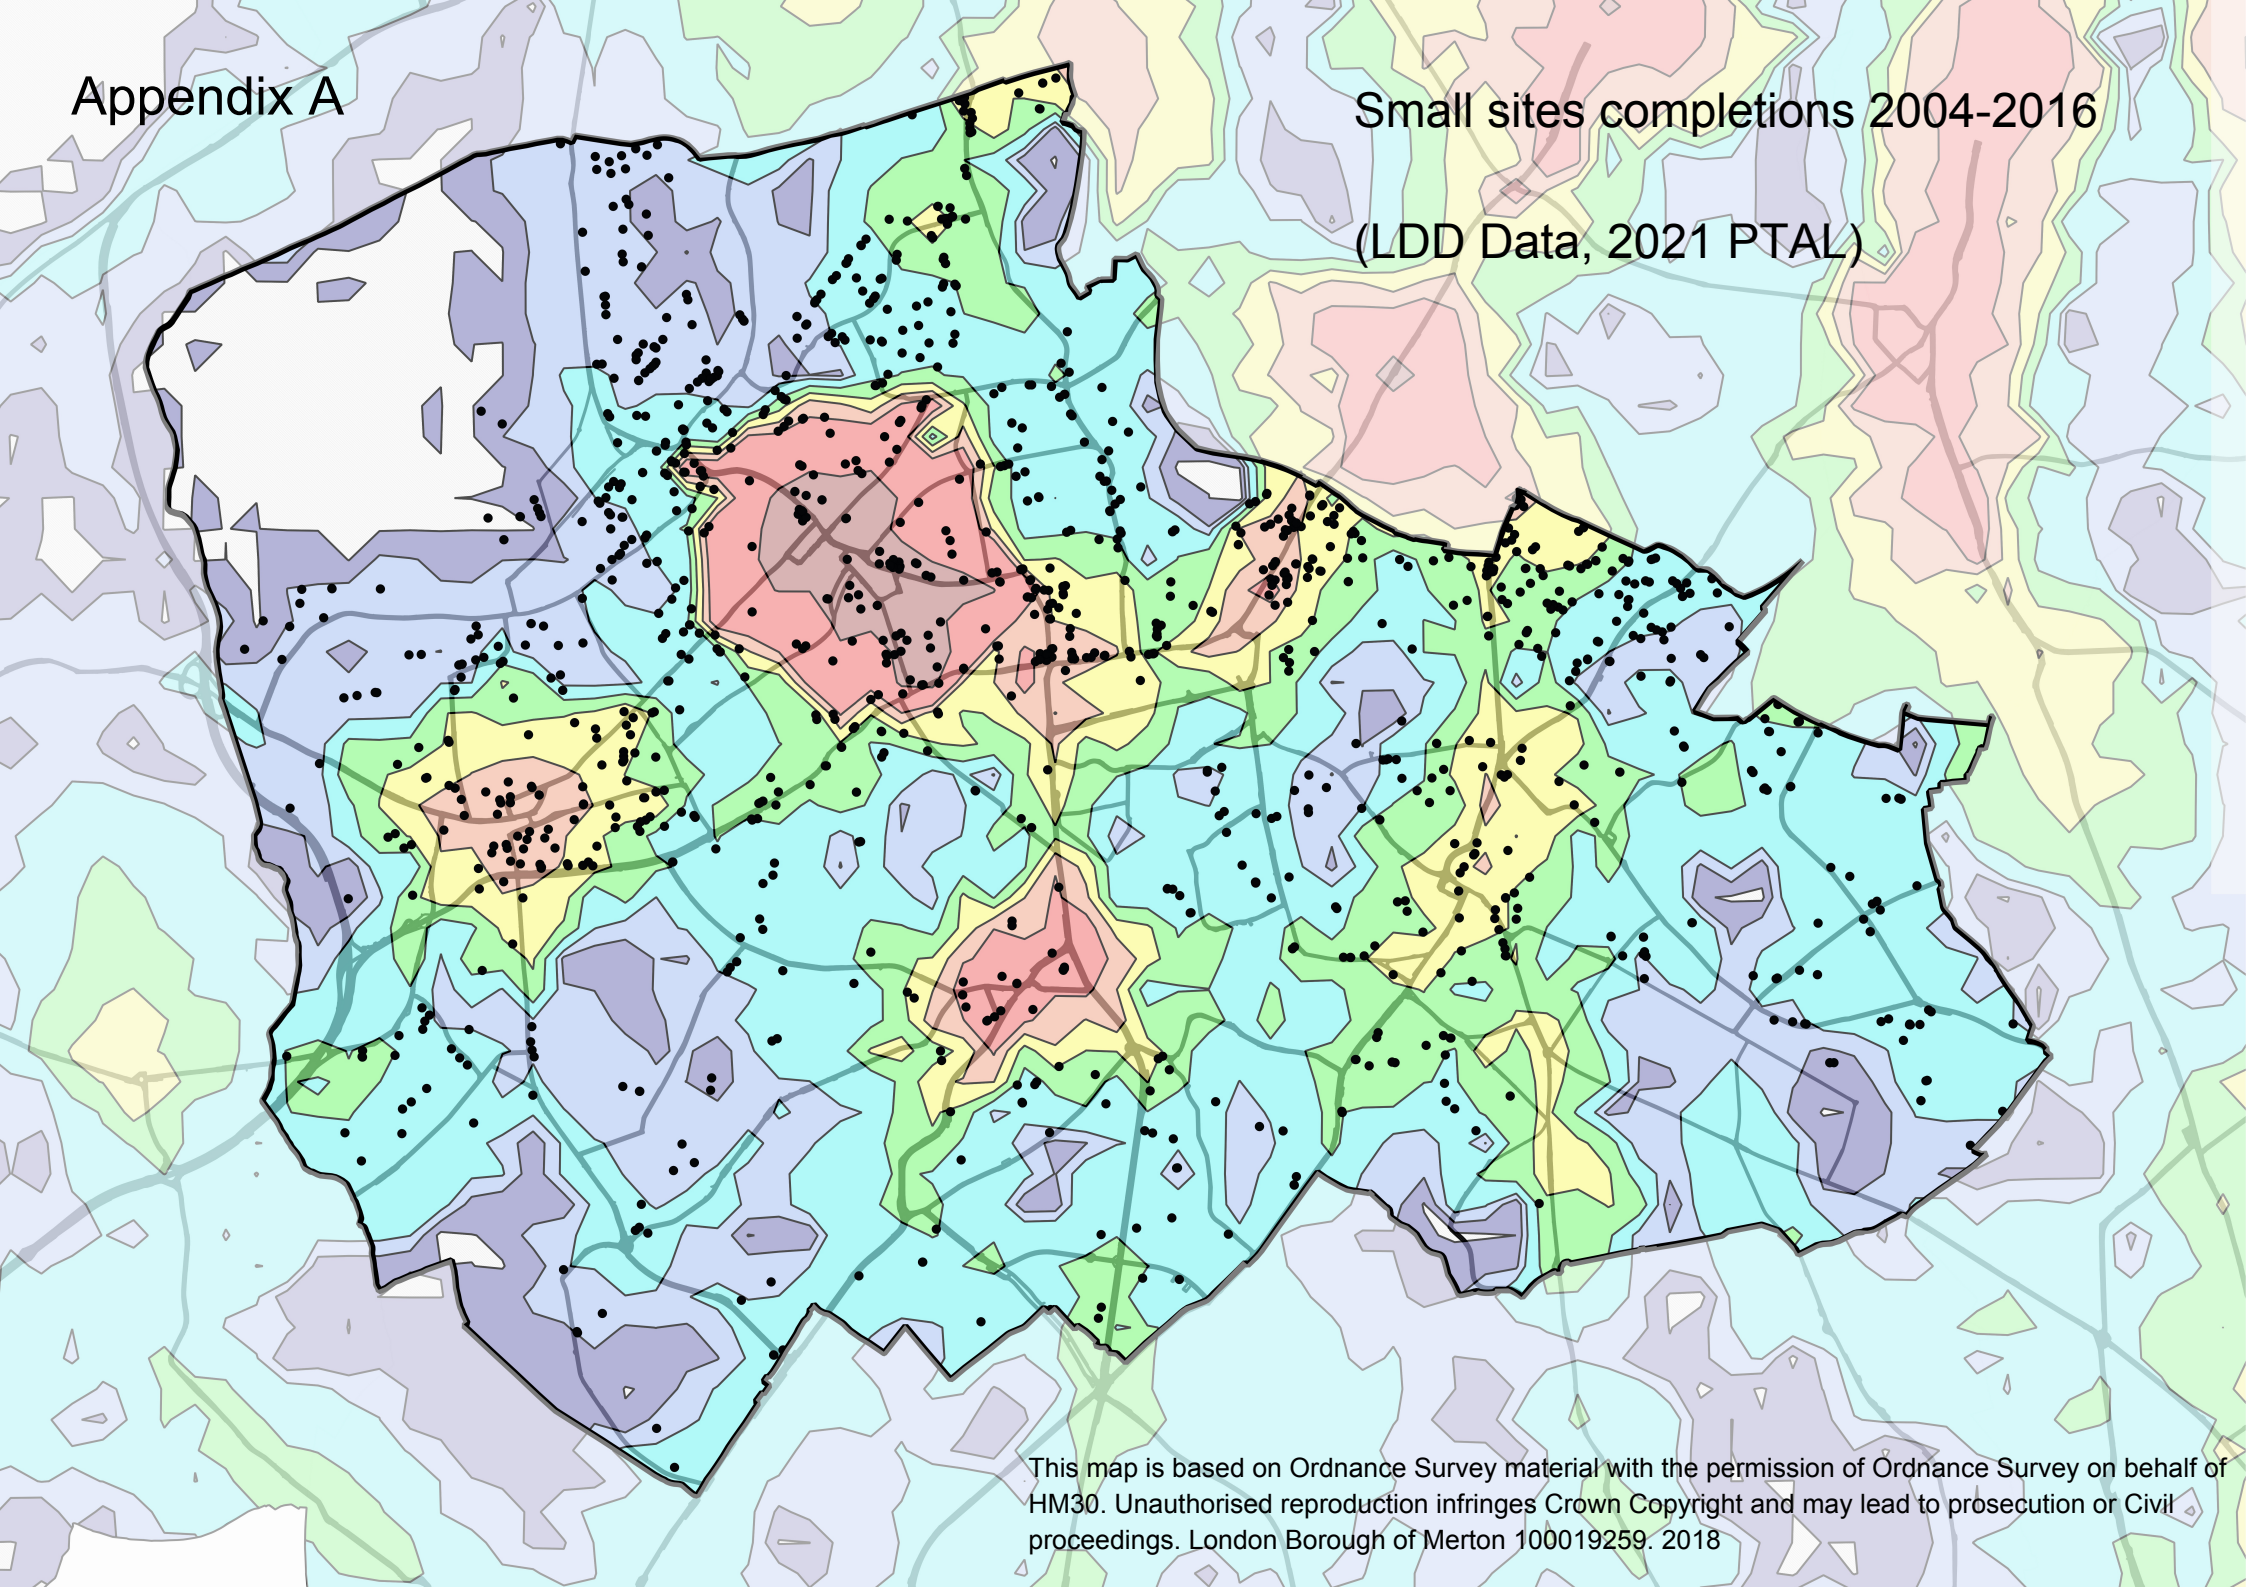 Appendix A
Small sites completions 2004-2016
(LDD Data, 2021 PTAL)
This map is based on Ordnance Survey material with the permission of Ordnance Survey on behalf of
HM30. Unauthorised reproduction infringes Crown Copyright and may lead to prosecution or Civil
proceedings. London Borough of Merton 100019259. 2018